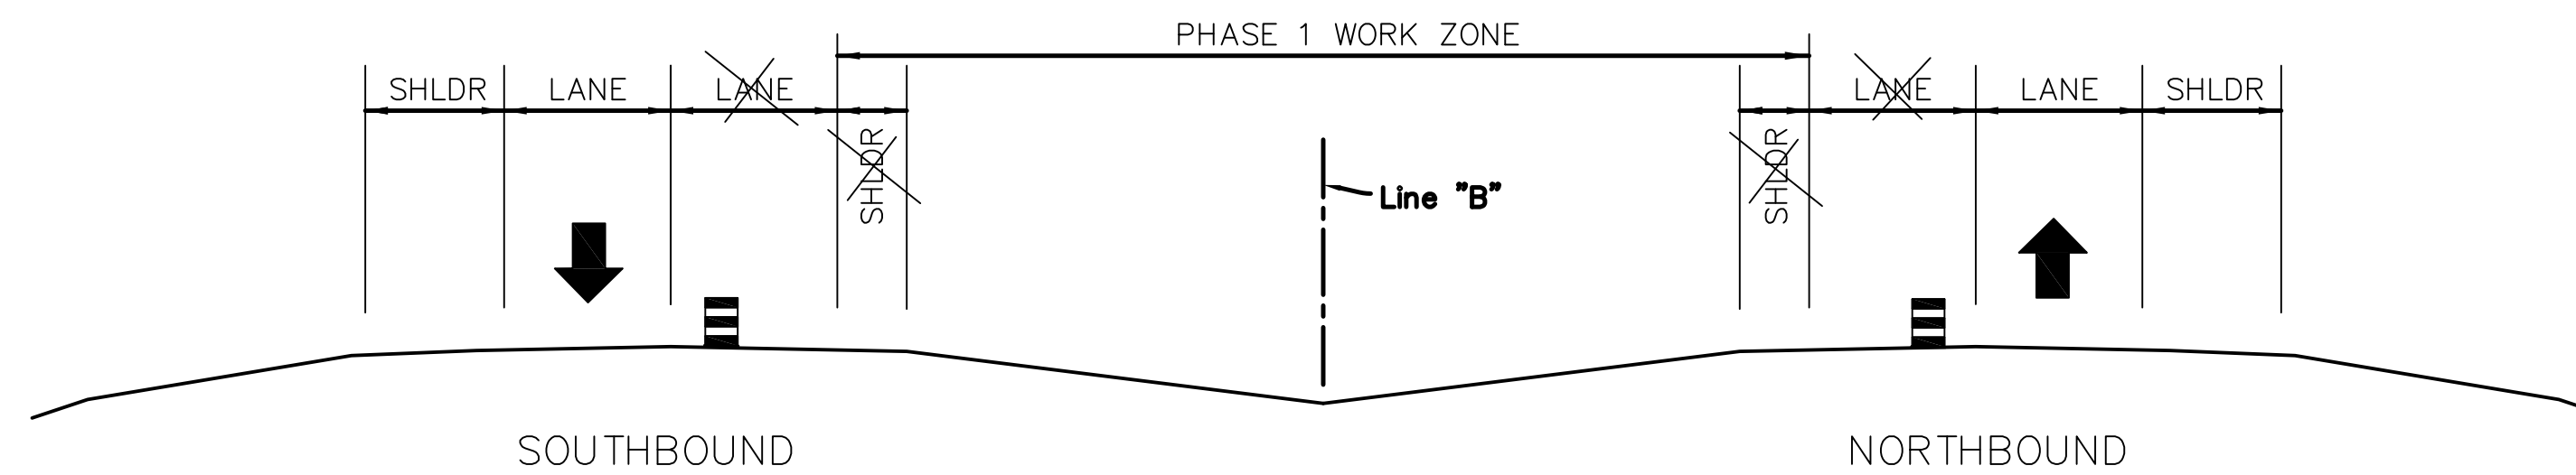 PHASE 1 WORK ZONE
SHLDR LANE LANE SHLDR SHLDR LANE LANE SHLDR
Line "B"
SOUTHBOUND NORTHBOUND